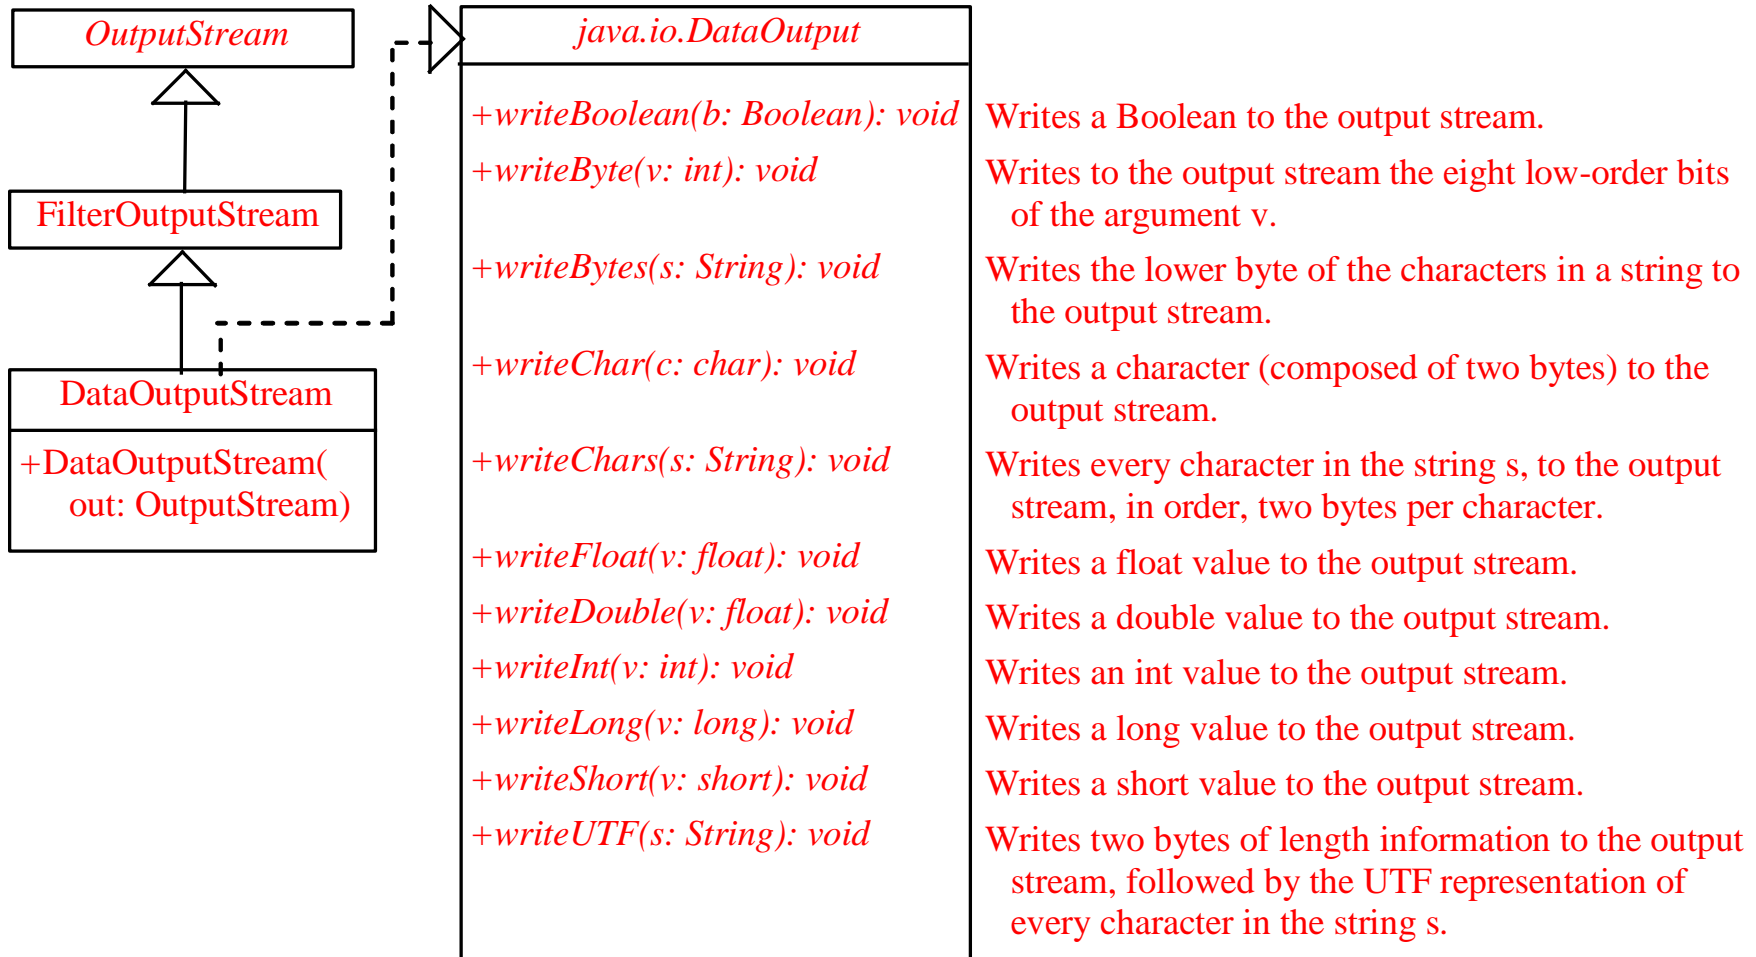 OutputStream
FilterOutputStream
DataOutputStream
+DataOutputStream(
out: OutputStream)
java.io.DataOutput
+writeBoolean(b: Boolean): void
Writes a Boolean to the output stream.
+writeByte(v: int): void
Writes to the output stream the eight low-order bits
of the argument v.
+writeBytes(s: String): void
Writes the lower byte of the characters in a string to
the output stream.
+writeChar(c: char): void
Writes a character (composed of two bytes) to the
output stream.
+writeChars(s: String): void
Writes every character in the string s, to the output
stream, in order, two bytes per character.
+writeFloat(v: float): void
Writes a float value to the output stream.
+writeDouble(v: float): void
Writes a double value to the output stream.
+writeInt(v: int): void
Writes an int value to the output stream.
+writeLong(v: long): void
Writes a long value to the output stream.
+writeShort(v: short): void
Writes a short value to the output stream.
+writeUTF(s: String): void
Writes two bytes of length information to the output
stream, followed by the UTF representation of
every character in the string s.